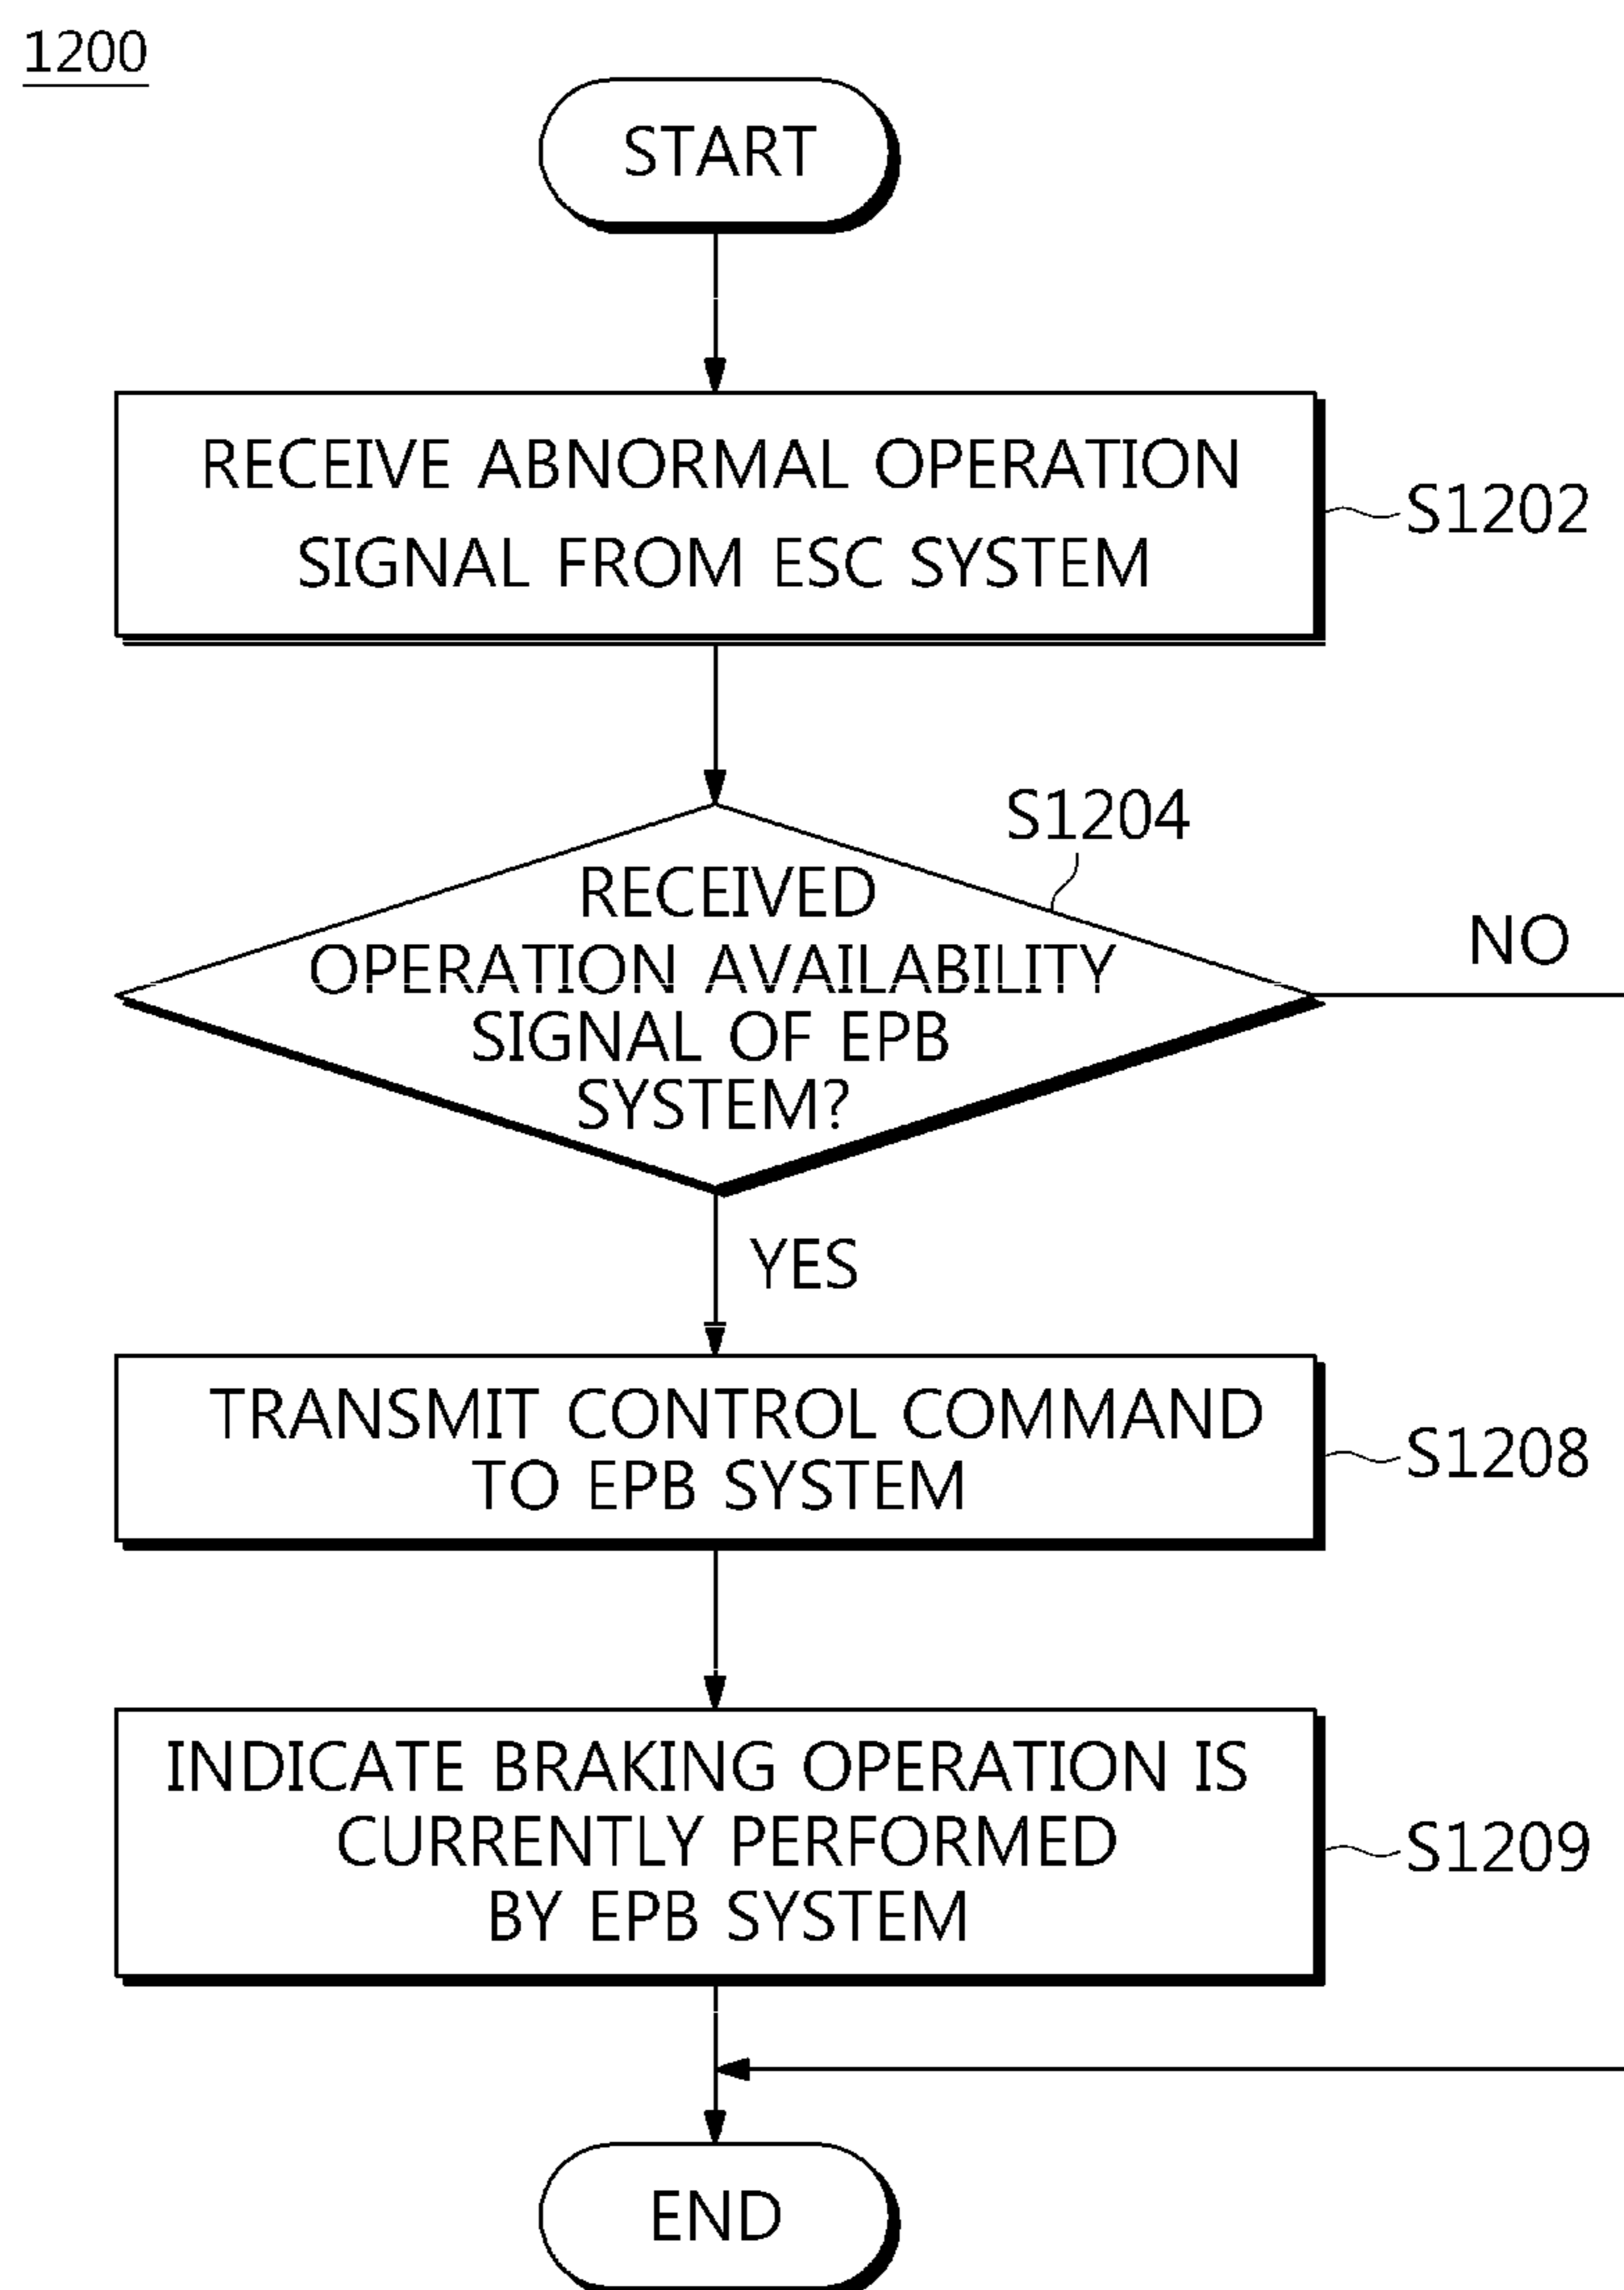 1200
START
RECEIVE ABNORMAL OPERATION
SIGNAL FROM ESC SYSTEM
S1202
S1204
RECEIVED
OPERATION AVAILABILITY
SIGNAL OF EPB
SYSTEM?
NO
YES
TRANSMIT CONTROL COMMAND
TO EPB SYSTEM
S1208
INDICATE BRAKING OPERATION IS
CURRENTLY PERFORMED
BY EPB SYSTEM
S1209
END